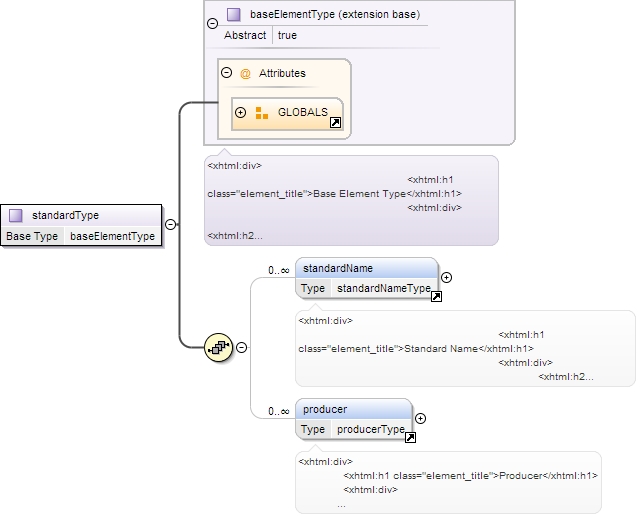 baseElementType (extension base)
Abstract true
@ Attributes
GLOBALS
<xhtml:div>
<xhtml:h1
class="element_title">Base Element Type</xhtml:h1>
<xhtml:div>
<xhtml:h2...
standardType
Base Type baseElementType
0..∞
standardName
Type standardNameType
<xhtml:div>
<xhtml:h1
class="element_title">Standard Name</xhtml:h1>
<xhtml:div>
<xhtml:h2...
0..∞
producer
Type producerType
<xhtml:div>
<xhtml:h1 class="element_title">Producer</xhtml:h1>
<xhtml:div>
...